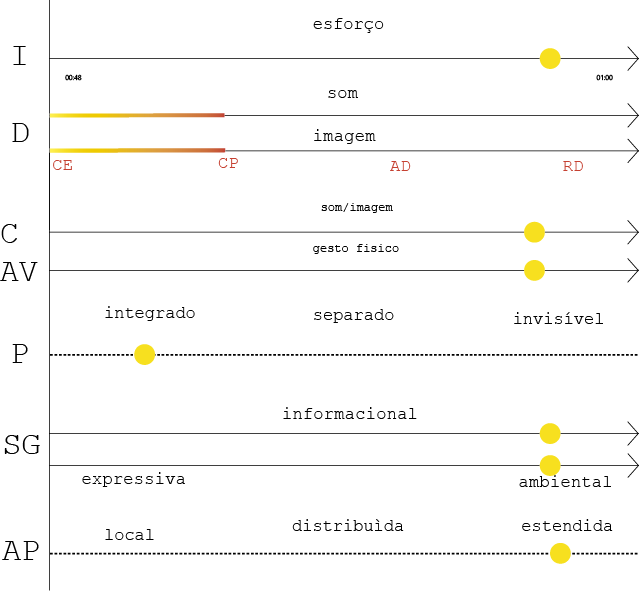 esforço
I
00:48
01:00
som
D
imagem
CE
CP
AD
RD
som/imagem
C
gesto fisico
AV
integrado
separado
invisível
P
informacional
SG
expressiva
ambiental
local
distribuìda
estendida
AP